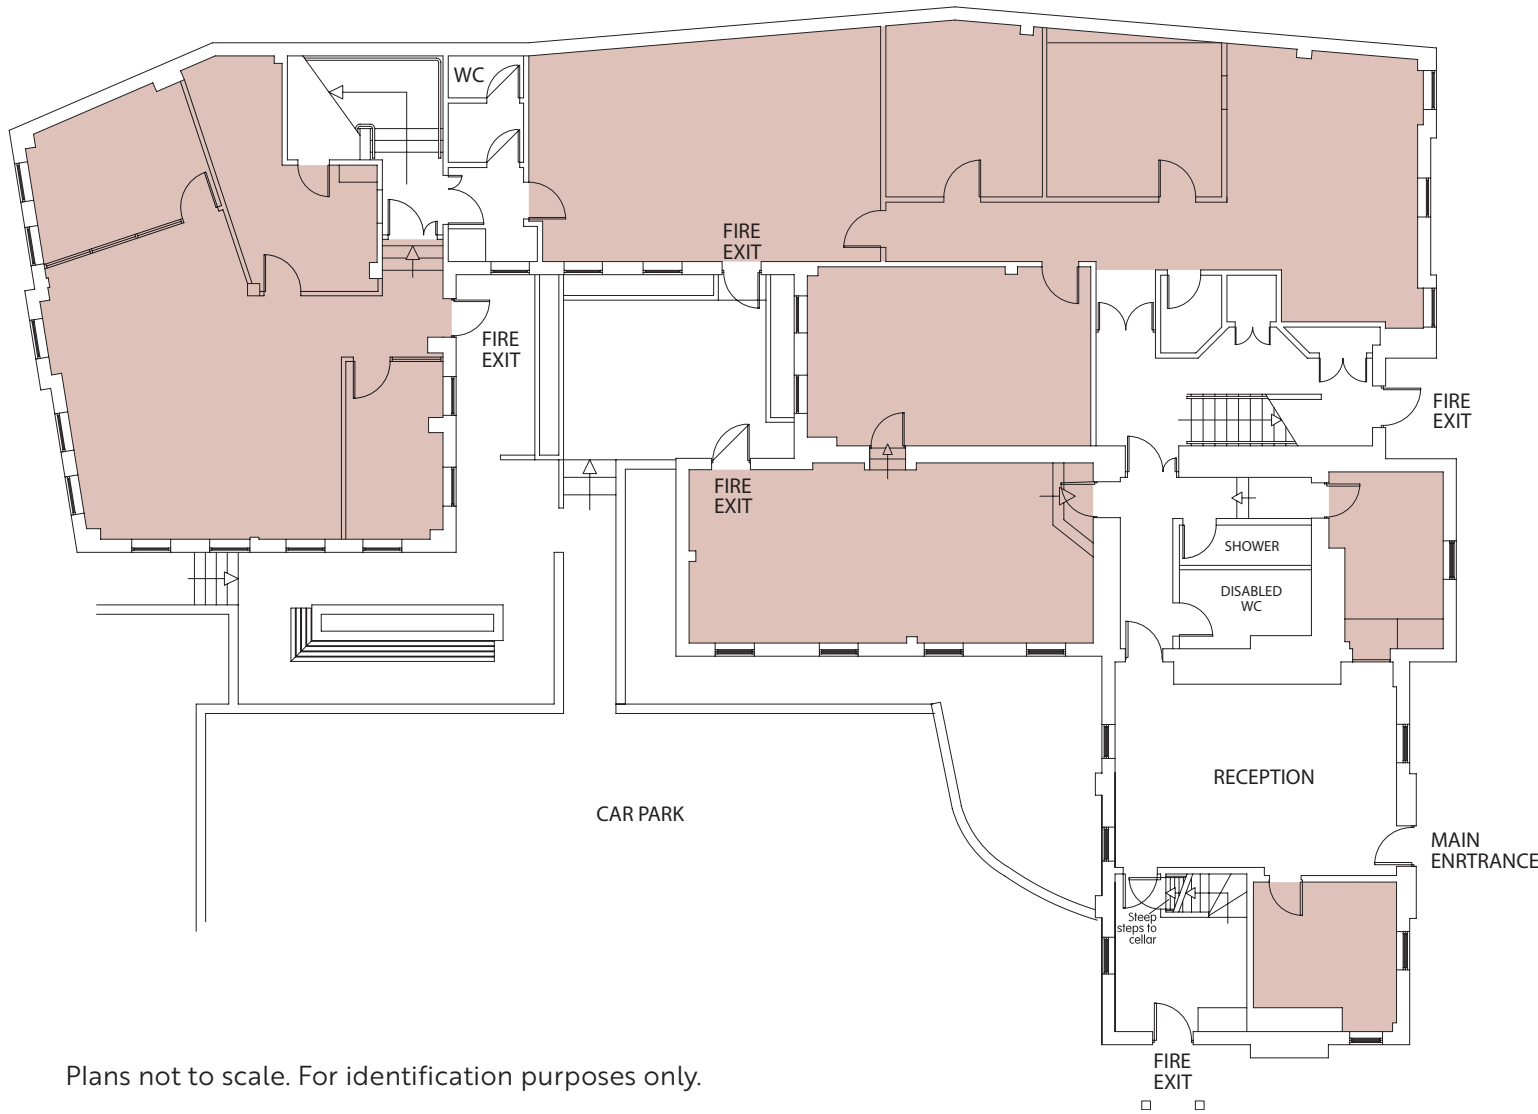 WC
FIRE
EXIT
FIRE
EXIT
FIRE
EXIT
FIRE
EXIT
SHOWER
DISABLED
WC
RECEPTION
CAR PARK
MAIN
ENRTRANCE
Steep
steps to
cellar
FIRE
EXIT
Plans not to scale. For identification purposes only.